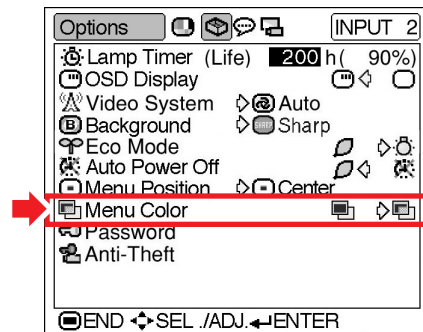 Options INPUT 2
Lamp Timer (Life) 200 h( 90%)
OSD Display
Video System Auto
B Background SHARP Sharp
Eco Mode
Auto Power Off
Menu Position Center
Menu Color
Password
Anti-Theft
END SEL ./ADJ. ENTER